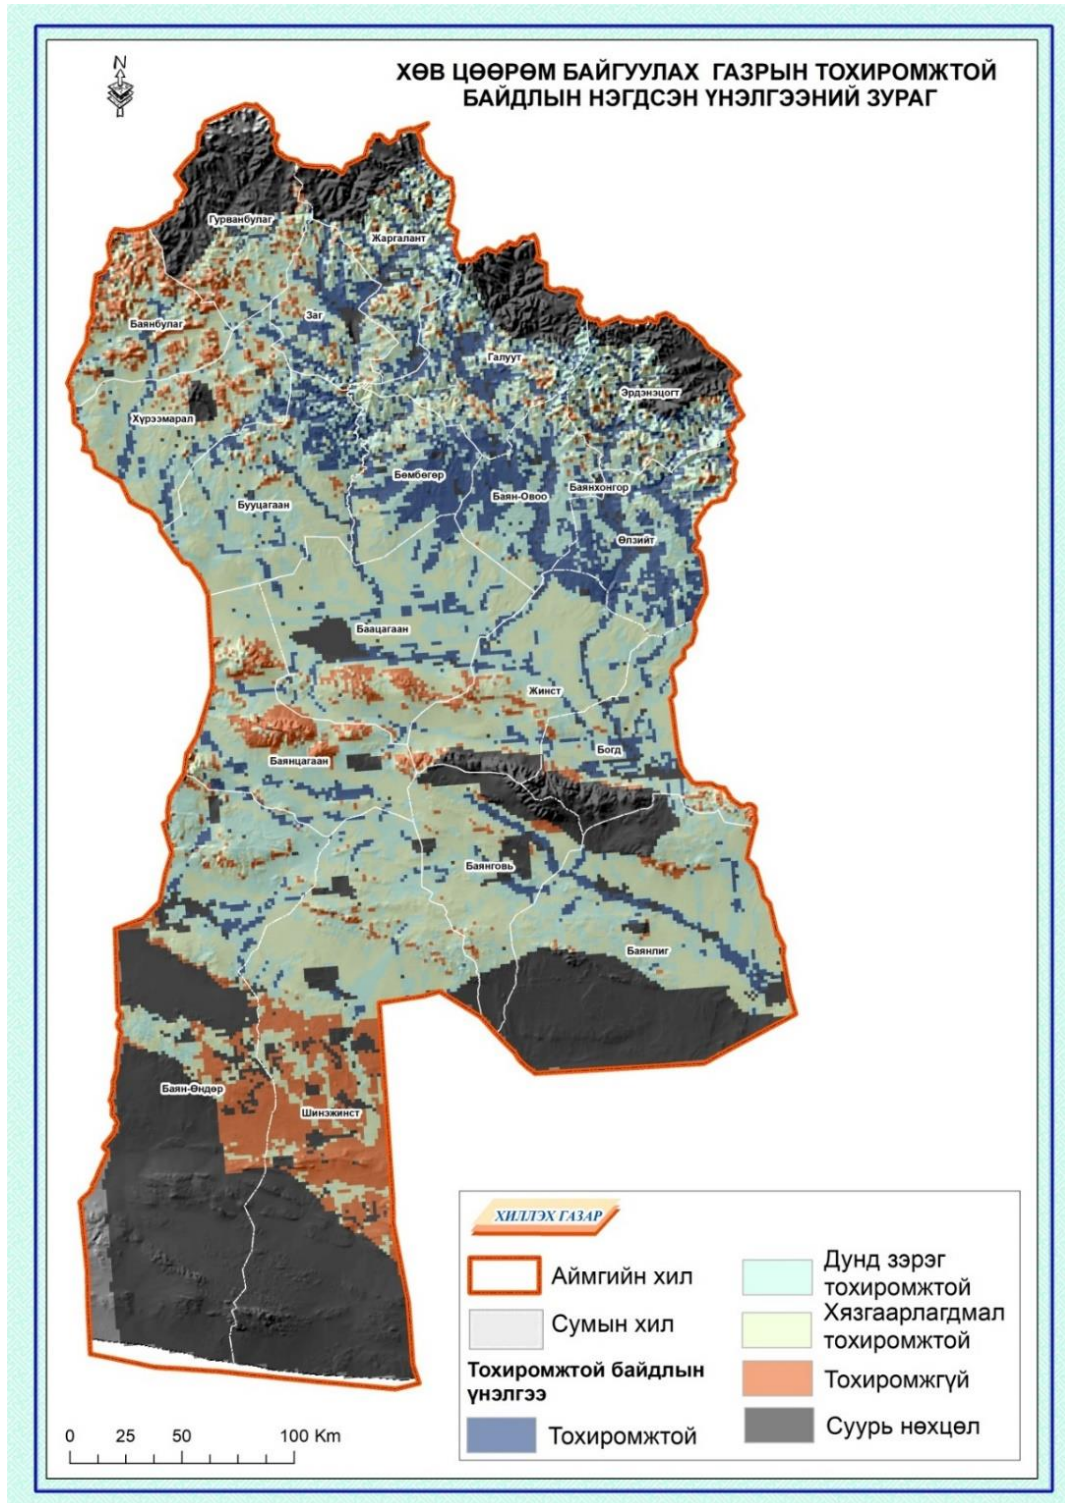 N
ХӨВ ЦӨӨРӨМ БАЙГУУЛАХ ГАЗРЫН ТОХИРОМЖТОЙ
БАЙДЛЫН НЭГДСЭН ҮНЭЛГЭЭНИЙ ЗУРАГ
Гурванбулаг
Жаргалант
Заг
Баянбулаг
Галуут
Эрдэнэцогт
Хүрээмарал
Бөмбөгөр
Баян-Овоо
Баянхонгор
Бууцагаан
Өлзийт
Баацагаан
Жинст
Богд
Баянцагаан
Баянговь
Баянлиг
Баян-Өндөр
Шинэжинст
ХИЛЛЭХ ГАЗАР
Аймгийн хил
Сумын хил
Тохиромжтой байдлын
үнэлгээ
Тохиромжтой
Дунд зэрэг
тохиромжтой
Хязгаарлагдмал
тохиромжтой
Тохиромжгүй
Суурь нөхцөл
0 25 50 100 Km